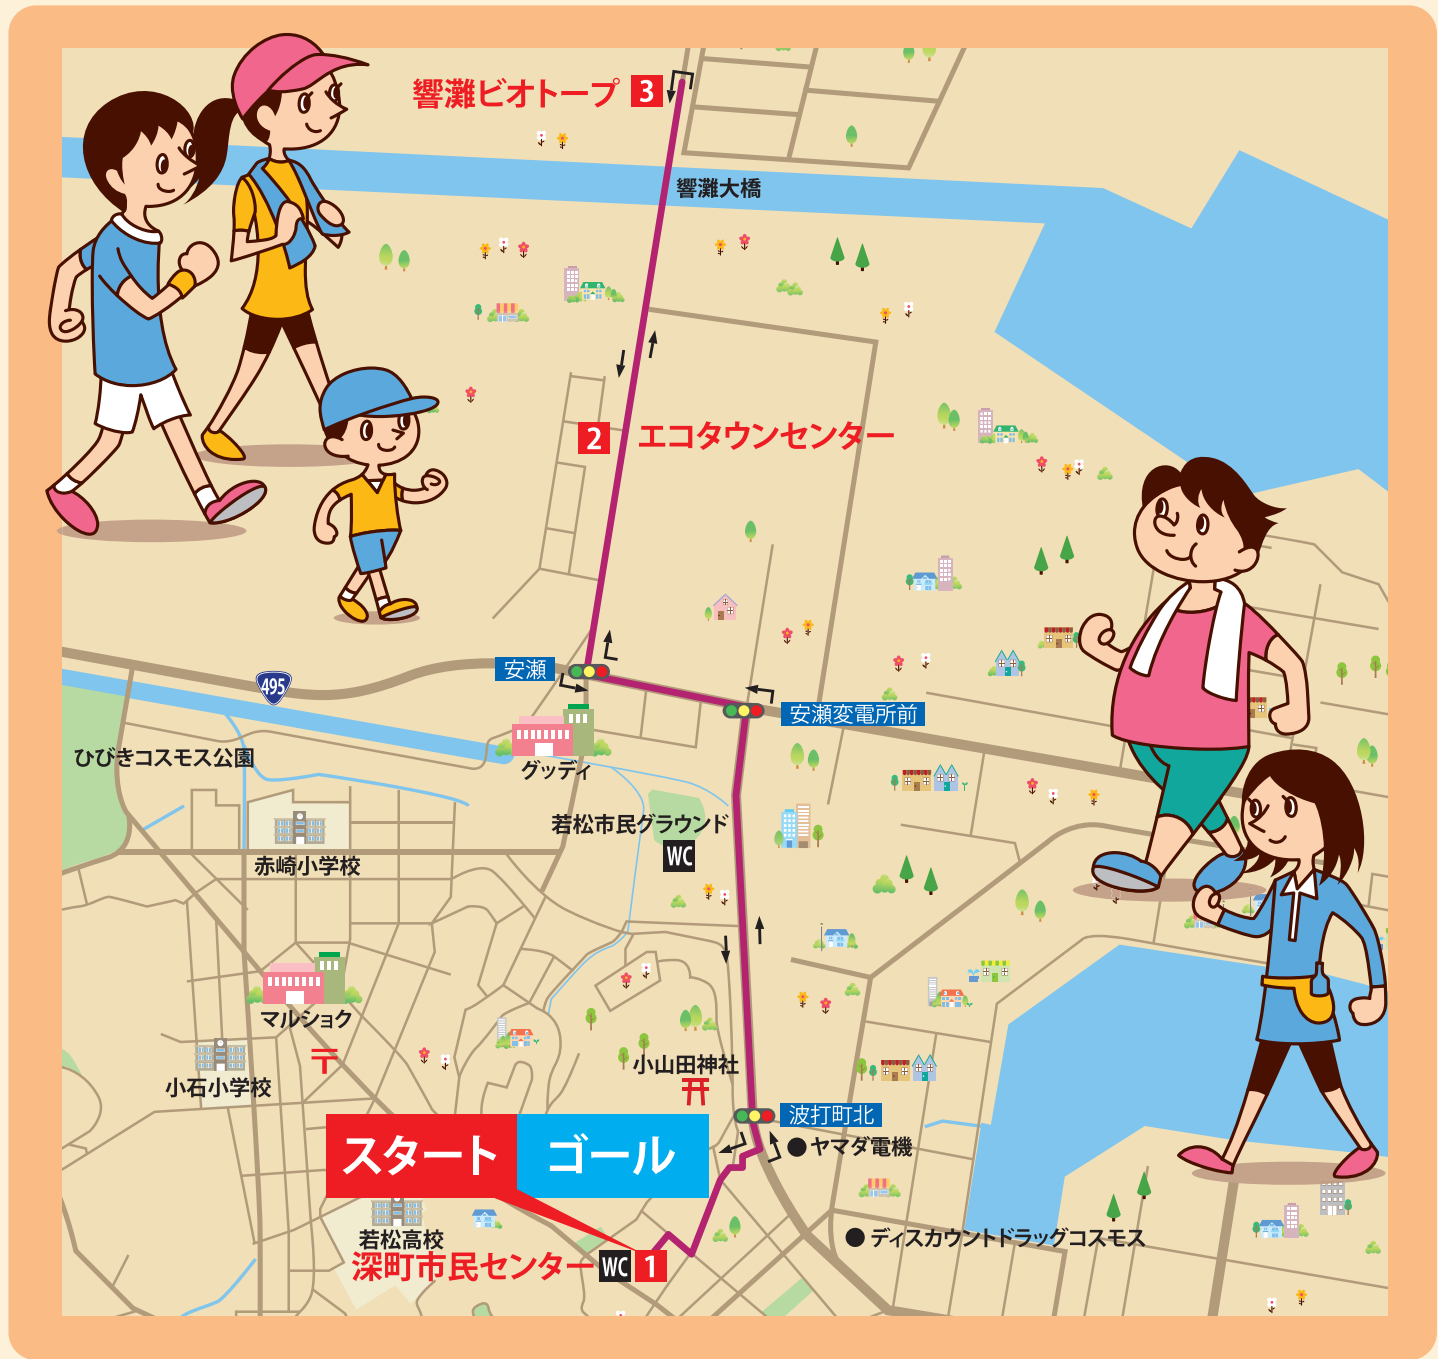 響灘ビオトープ 3
響灘大橋
2 エコタウンセンター
安瀬
495
安瀬変電所前
ひびきコスモス公園
グッディ
若松市民グラウンド
WC
赤崎小学校
マルショク
小石小学校
小山田神社
波打町北
スタート ゴール
ヤマダ電機
若松高校
ディスカウントドラッグコスモス
深町市民センター WC 1